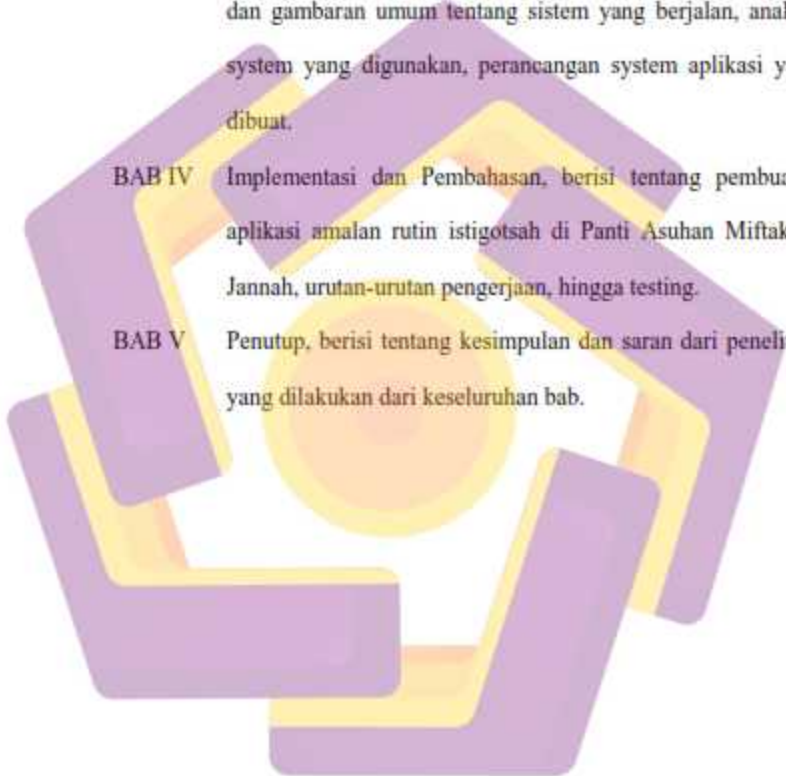 dan gambaran umum tentang sistem yang berjalan, anal
system yang digunakan, perancangan system aplikasi y
dibuat.
BAB IV Implementasi dan Pembahasan, berisi tentang pembua
aplikasi amalan rutin istigotsah di Panti Asuhan Miftak
Jannah, urutan-urutan pengerjaan, hingga testing.
BAB V Penutup, berisi tentang kesimpulan dan saran dari peneli
yang dilakukan dari keseluruhan bab.